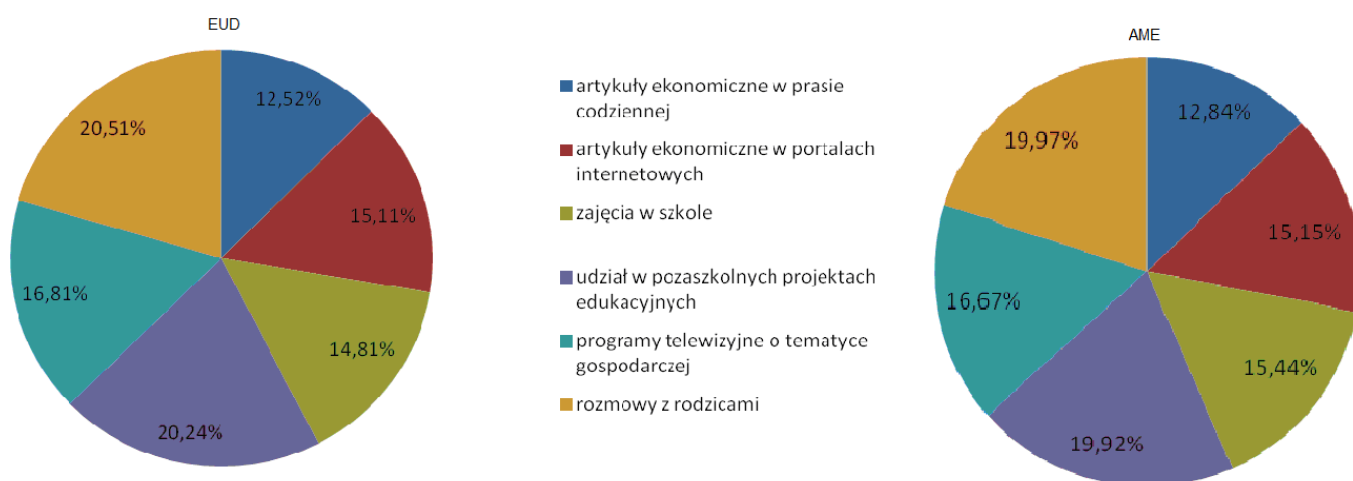 EUD
12,52%
15,11%
14,81%
20,24%
16,81%
20,51%
artykuły ekonomiczne w prasie
codziennej
artykuły ekonomiczne w portalach
internetowych
zajęcia w szkole
udział w pozaszkolnych projektach
edukacyjnych
programy telewizyjne o tematyce
gospodarczej
rozmowy z rodzicami
AME
12,84%
15,15%
15,44%
19,92%
16,67%
19,97%